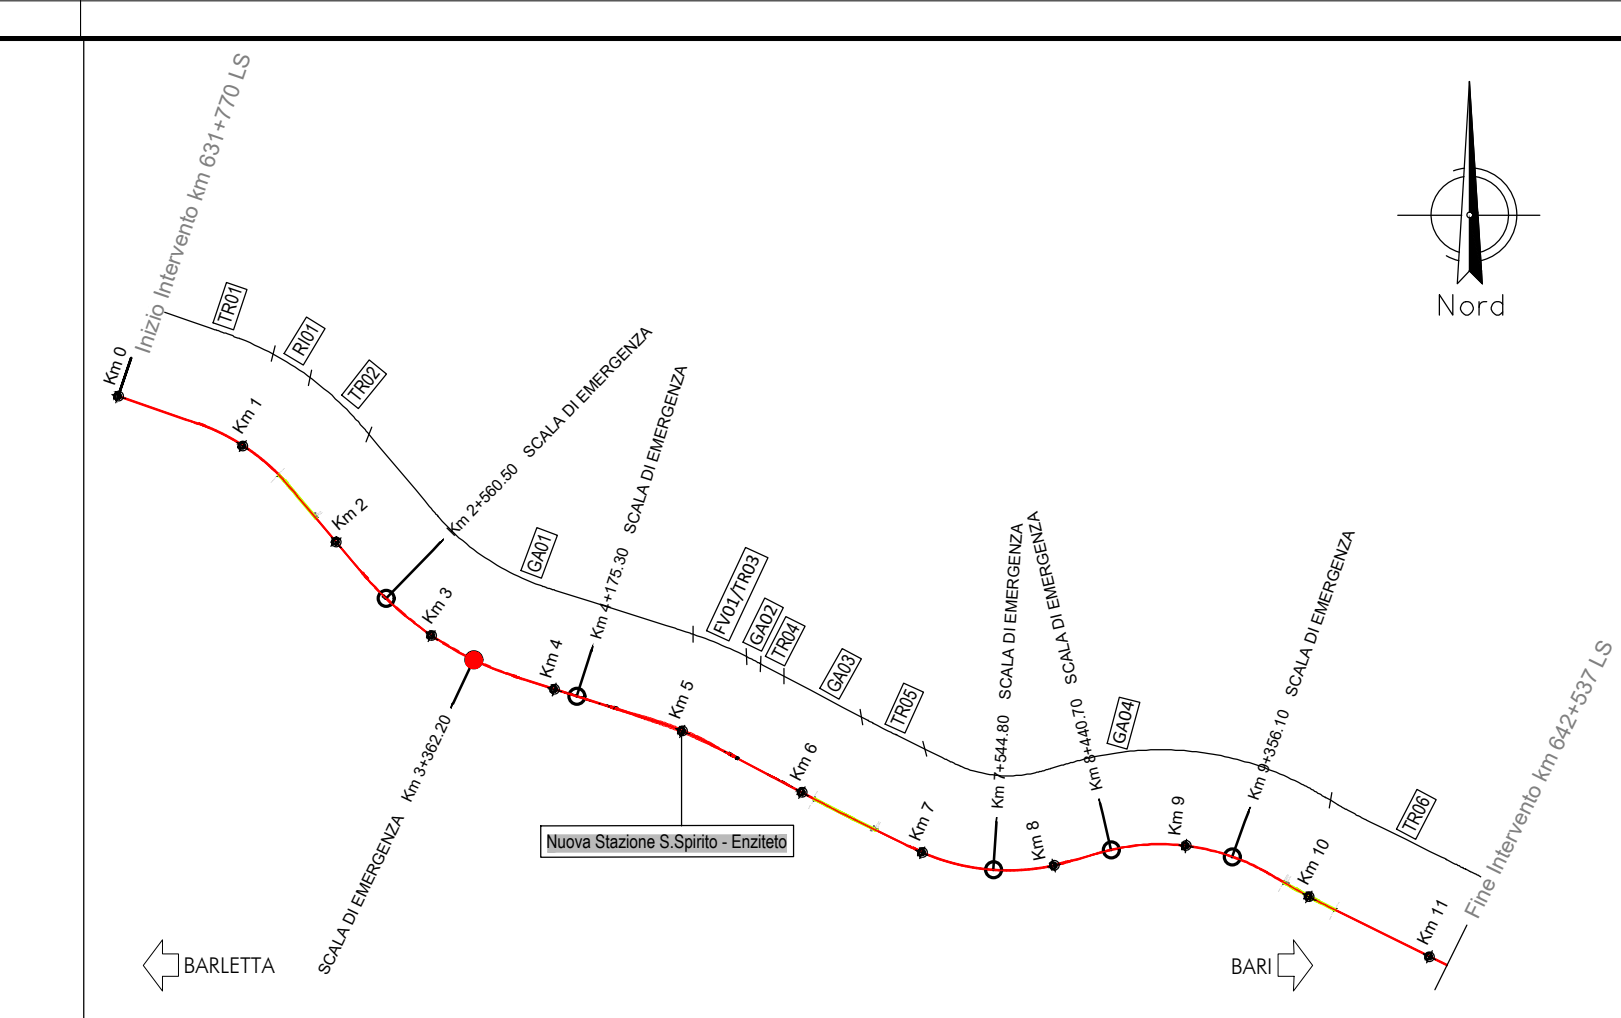 Inizio Intervento km 631+770 LS
Nord
TR01
RI01
TR02
Km 0
Km 1
Km 2
Km 2+560.50 SCALA DI EMERGENZA
Km 3
SCALA DI EMERGENZA Km 3+362.20
GA01
Km 4
Km 4+175.30 SCALA DI EMERGENZA
Km 5
FV01/TR03
GA02
TR04
GA03
TR05
Nuova Stazione S.Spirito - Enziteto
Km 6
Km 7
Km 7+544.80 SCALA DI EMERGENZA
Km 8
Km 8+440.70 SCALA DI EMERGENZA
GA04
Km 9
Km 9+356.10 SCALA DI EMERGENZA
Km 10
TR06
Km 11
Fine Intervento km 642+537 LS
BARLETTA
BARI